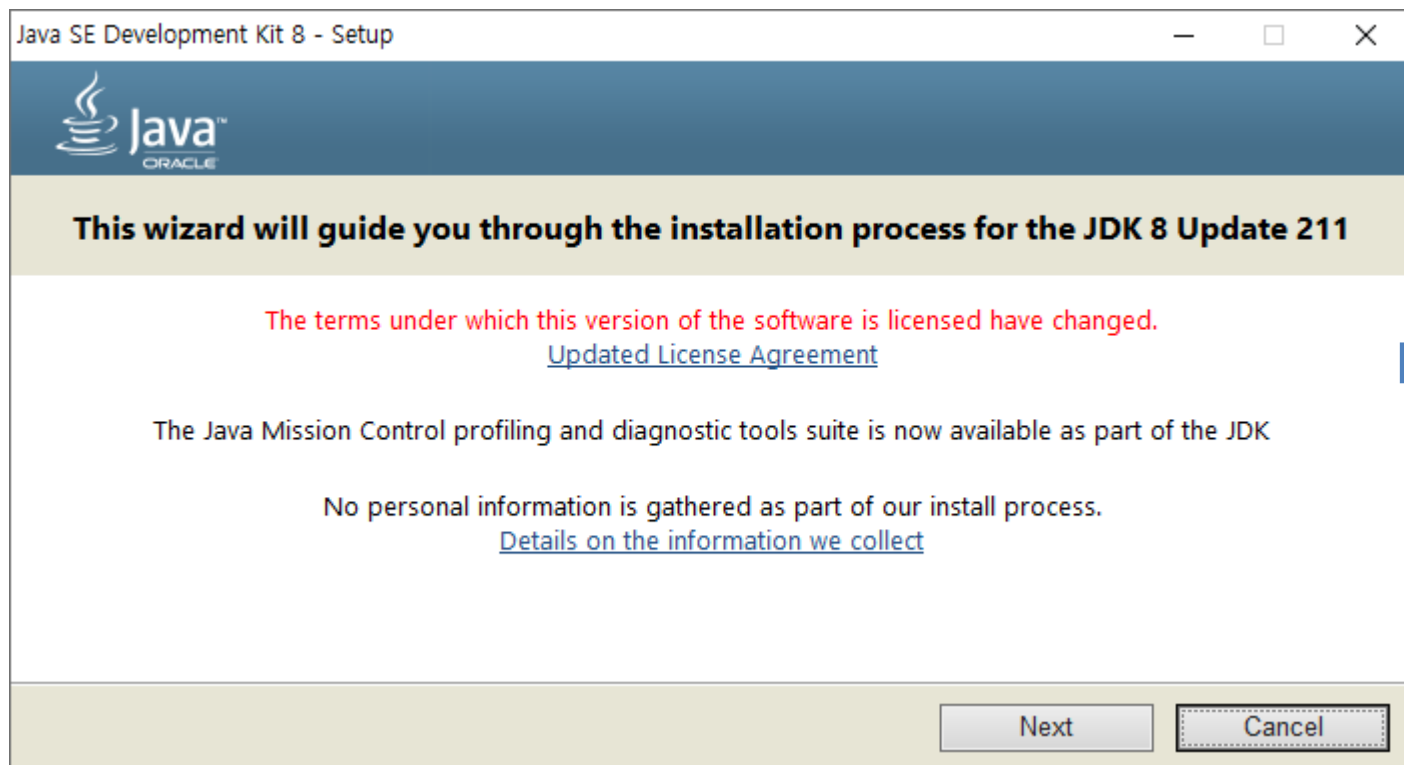 Java SE Development Kit 8 - Setup
Java™
ORACLE
This wizard will guide you through the installation process for the JDK 8 Update 211
The terms under which this version of the software is licensed have changed.
Updated License Agreement
The Java Mission Control profiling and diagnostic tools suite is now available as part of the JDK
No personal information is gathered as part of our install process.
Details on the information we collect
Next
Cancel